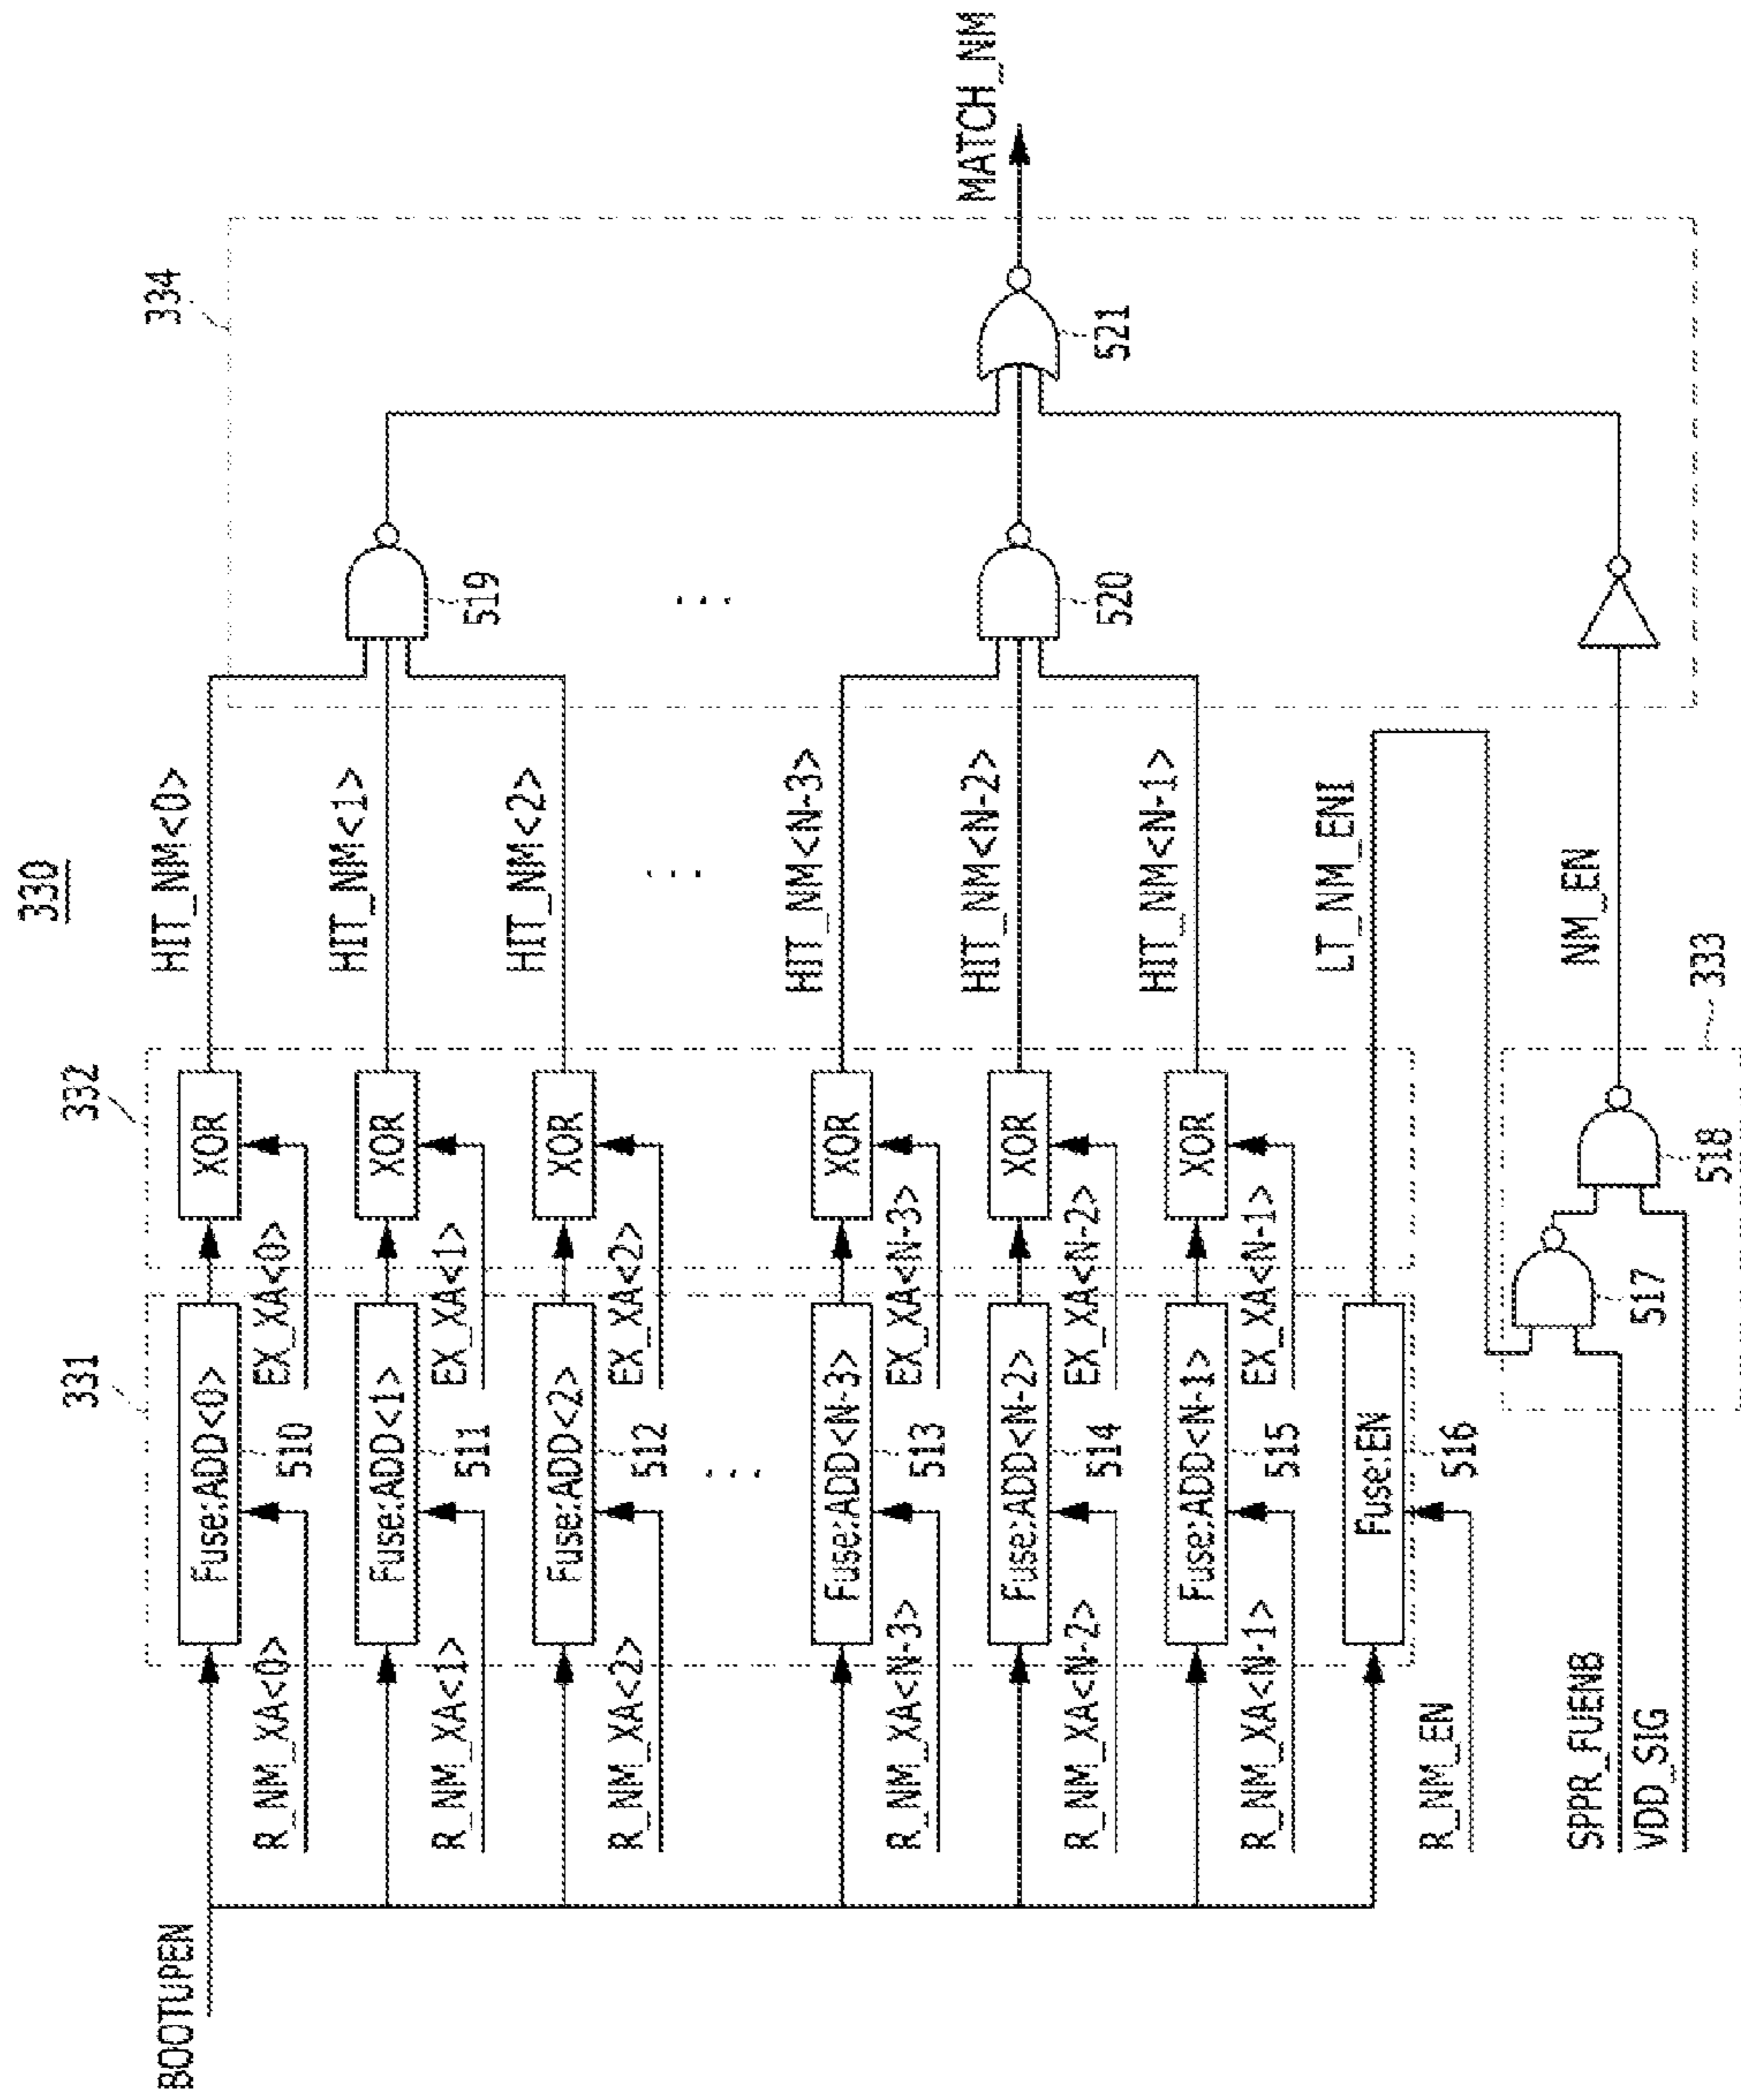 330
BOOTUPEN
331
332
334
Fuse:ADD<0>
XOR
HIT_NM<0>
R_NM_XA<0>
510
EX_XA<0>
Fuse:ADD<1>
XOR
HIT_NM<1>
R_NM_XA<1>
511
EX_XA<1>
519
Fuse:ADD<2>
XOR
HIT_NM<2>
R_NM_XA<2>
512
EX_XA<2>
...
...
...
Fuse:ADD<N-3>
XOR
HIT_NM<N-3>
R_NM_XA<N-3>
513
EX_XA<N-3>
MATCH_NM
Fuse:ADD<N-2>
XOR
HIT_NM<N-2>
R_NM_XA<N-2>
514
EX_XA<N-2>
520
521
Fuse:ADD<N-1>
XOR
HIT_NM<N-1>
R_NM_XA<N-1>
515
EX_XA<N-1>
Fuse:EN
LT_NM_ENI
R_NM_EN
516
SPPR_FUENB
517
NM_EN
VDD_SIG
518
333